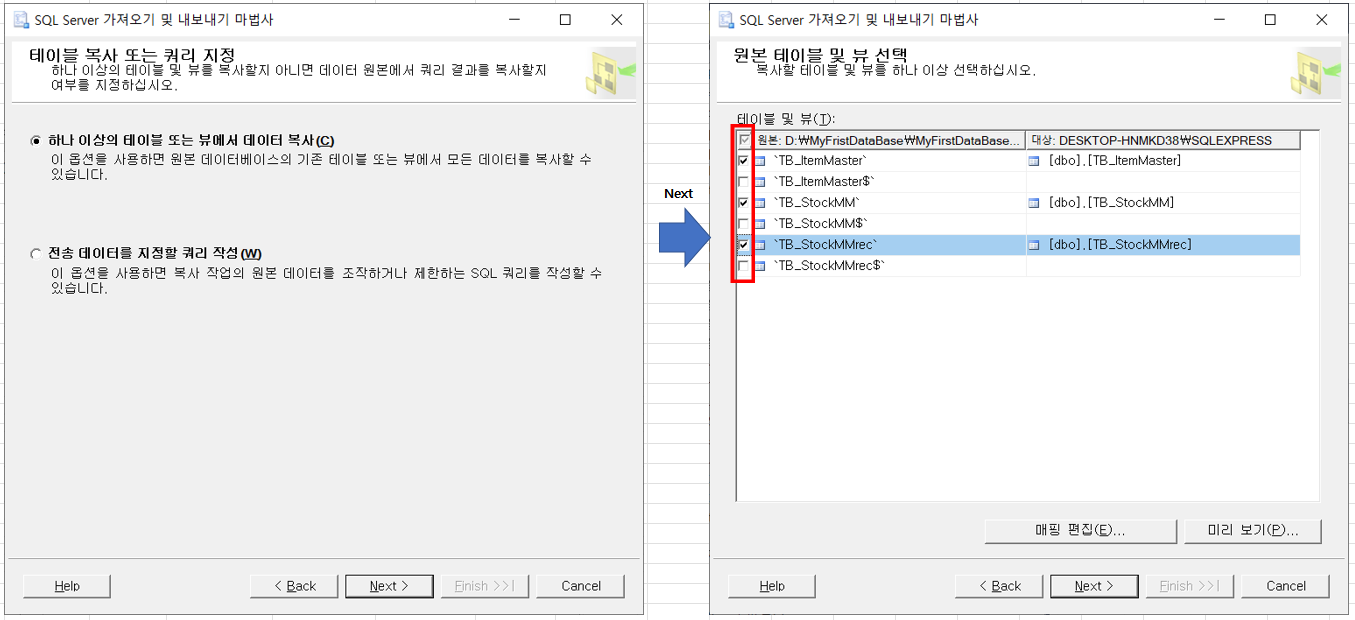 SQL Server 가져오기 및 내보내기 마법사
테이블 복사 또는 쿼리 지정
하나 이상의 테이블 및 뷰를 복사할지 아니면 데이터 원본에서 쿼리 결과를 복사할지
여부를 지정하십시오.
하나 이상의 테이블 또는 뷰에서 데이터 복사(C)
이 옵션을 사용하면 원본 데이터베이스의 기존 테이블 또는 뷰에서 모든 데이터를 복사할 수
있습니다.
전송 데이터를 지정할 쿼리 작성(W)
이 옵션을 사용하면 복사 작업의 원본 데이터를 조작하거나 제한하는 SQL 쿼리를 작성할 수
있습니다.
Help
< Back
Next >
Finish >>|
Cancel
Next
SQL Server 가져오기 및 내보내기 마법사
원본 테이블 및 뷰 선택
복사할 테이블 및 뷰를 하나 이상 선택하십시오.
테이블 및 뷰(T):
원본: D:₩MyFristDataBase₩MyFirstDataBase... 대상: DESKTOP-HNMKD38₩SQLEXPRESS
`TB_ItemMaster` [dbo].[TB_ItemMaster]
`TB_ItemMaster$`
`TB_StockMM` [dbo].[TB_StockMM]
`TB_StockMM$`
`TB_StockMMrec` [dbo].[TB_StockMMrec]
`TB_StockMMrec$`
매핑 편집(E)...
미리 보기(P)...
Help
< Back
Next >
Finish >>|
Cancel